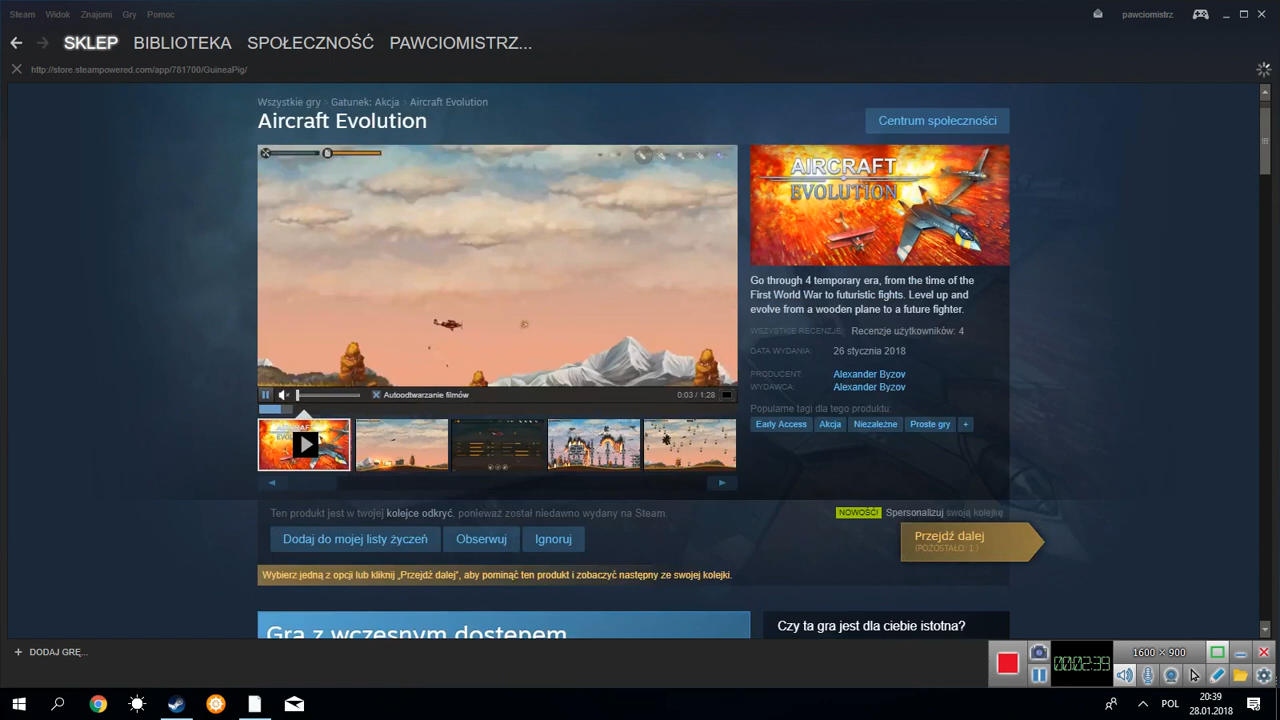 Steam Widok Znajomi Gry Pomoc
pawciomistrz
SKLEP BIBLIOTEKA SPOŁECZNOŚĆ PAWCIOMISTRZ...
http://store.steampowered.com/app/781700/GuineaPig/
Wszystkie gry > Gatunek: Akcja > Aircraft Evolution
Aircraft Evolution
Centrum społeczności
AIRCRAFT
EVOLUTION
Go through 4 temporary era, from the time of the
First World War to futuristic fights. Level up and
evolve from a wooden plane to a future fighter.
WSZYSTKIE RECENZJE: Recenzje użytkowników: 4
DATA WYDANIA: 26 stycznia 2018
PRODUCENT: Alexander Byzov
WYDAWCA: Alexander Byzov
Popularne tagi dla tego produktu:
Early Access Akcja Niezależne Proste gry +
Autoodtwarzanie filmów
0:03 / 1:28
AIRCRAFT
EVOLUTION
Ten produkt jest w twojej kolejce odkryć, ponieważ został niedawno wydany na Steam.
NOWOŚĆ! Spersonalizuj swoją kolejkę
Dodaj do mojej listy życzeń Obserwuj Ignoruj
Przejdź dalej
(POZOSTAŁO: 1 )
Wybierz jedną z opcji lub kliknij „Przejdź dalej”, aby pominąć ten produkt i zobaczyć następny ze swojej kolejki.
Gra z wczesnym dostępem
Czy ta gra jest dla ciebie istotna?
+ DODAJ GRĘ...
000:02:39
1600 × 900
POL
20:39
28.01.2018